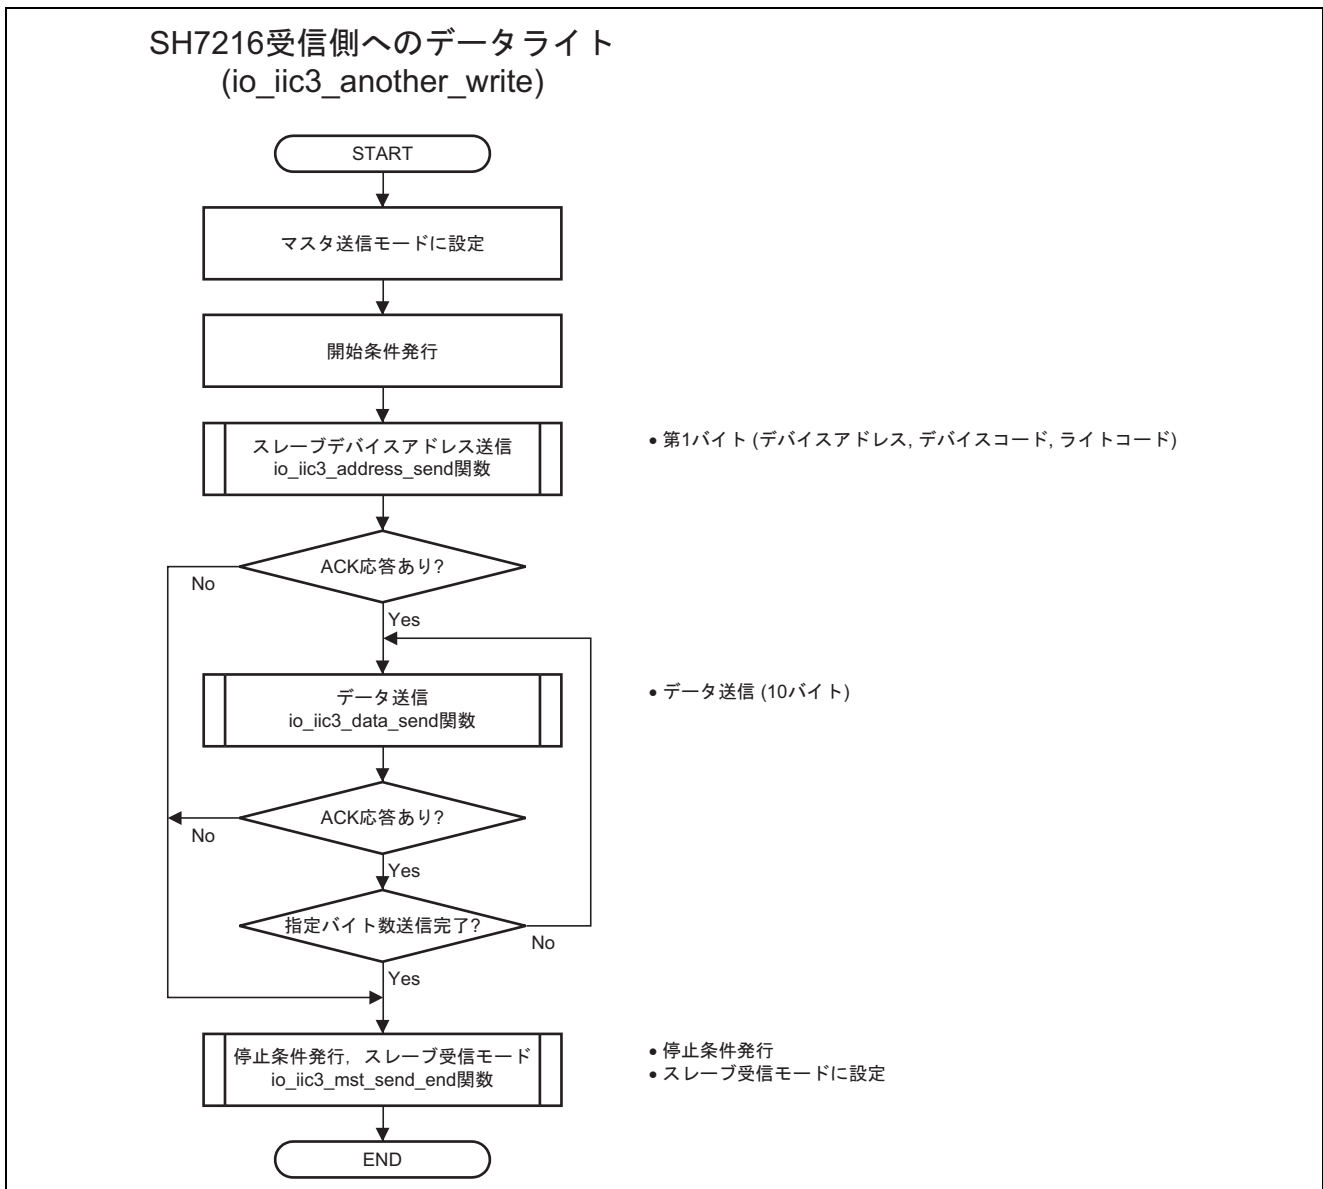 SH7216受信側へのデータライト
(io_iic3_another_write)
START
マスタ送信モードに設定
開始条件発行
スレーブデバイスアドレス送信
io_iic3_address_send関数
• 第1バイト (デバイスアドレス, デバイスコード, ライトコード)
ACK応答あり?
No
Yes
データ送信
io_iic3_data_send関数
• データ送信 (10バイト)
ACK応答あり?
No
Yes
指定バイト数送信完了?
No
Yes
停止条件発行，スレーブ受信モード
io_iic3_mst_send_end関数
• 停止条件発行
• スレーブ受信モードに設定
END